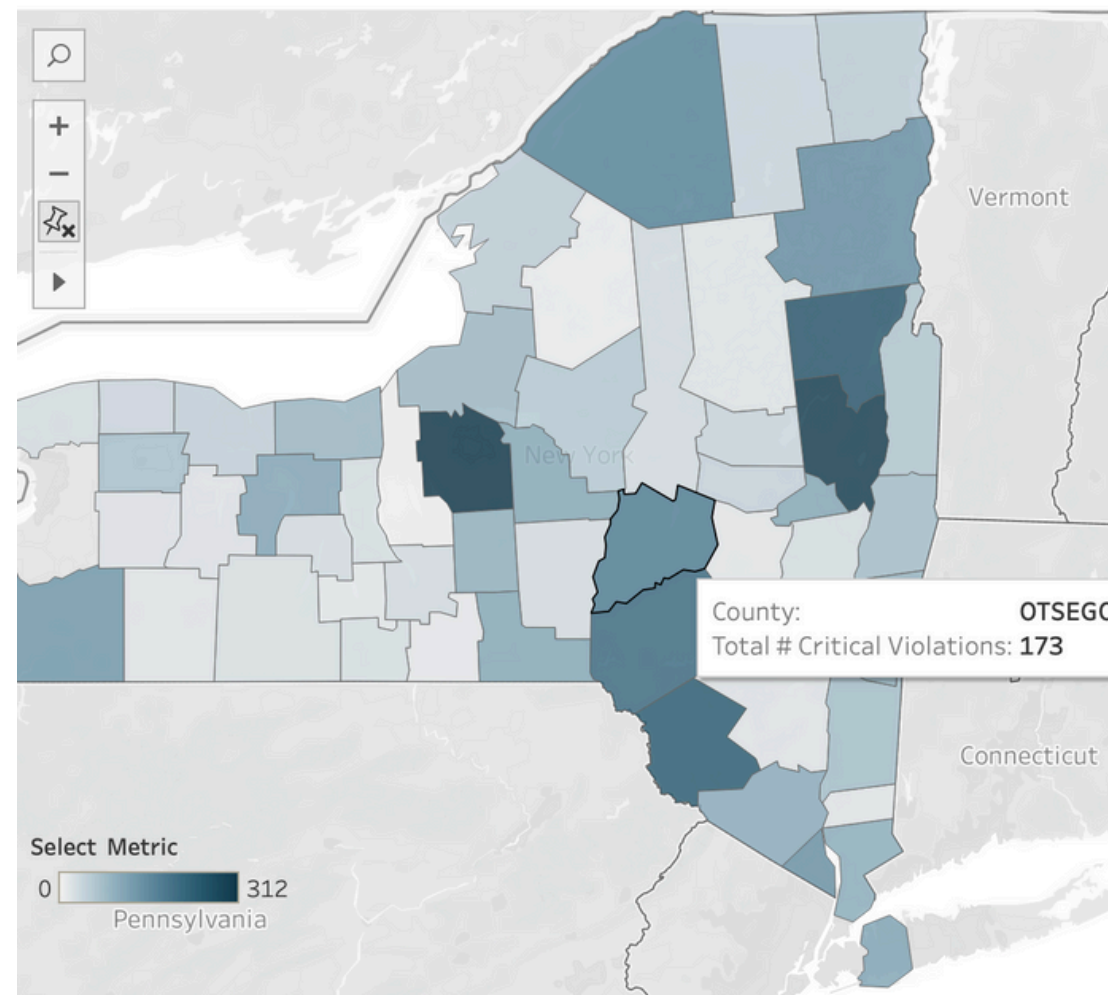 Vermont
New York
County: OTSEGO
Total # Critical Violations: 173
Connecticut
Select Metric
0 312
Pennsylvania